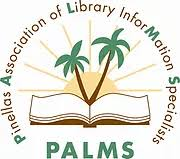 Pinellas Association of Library InforMation Specialists
PALMS